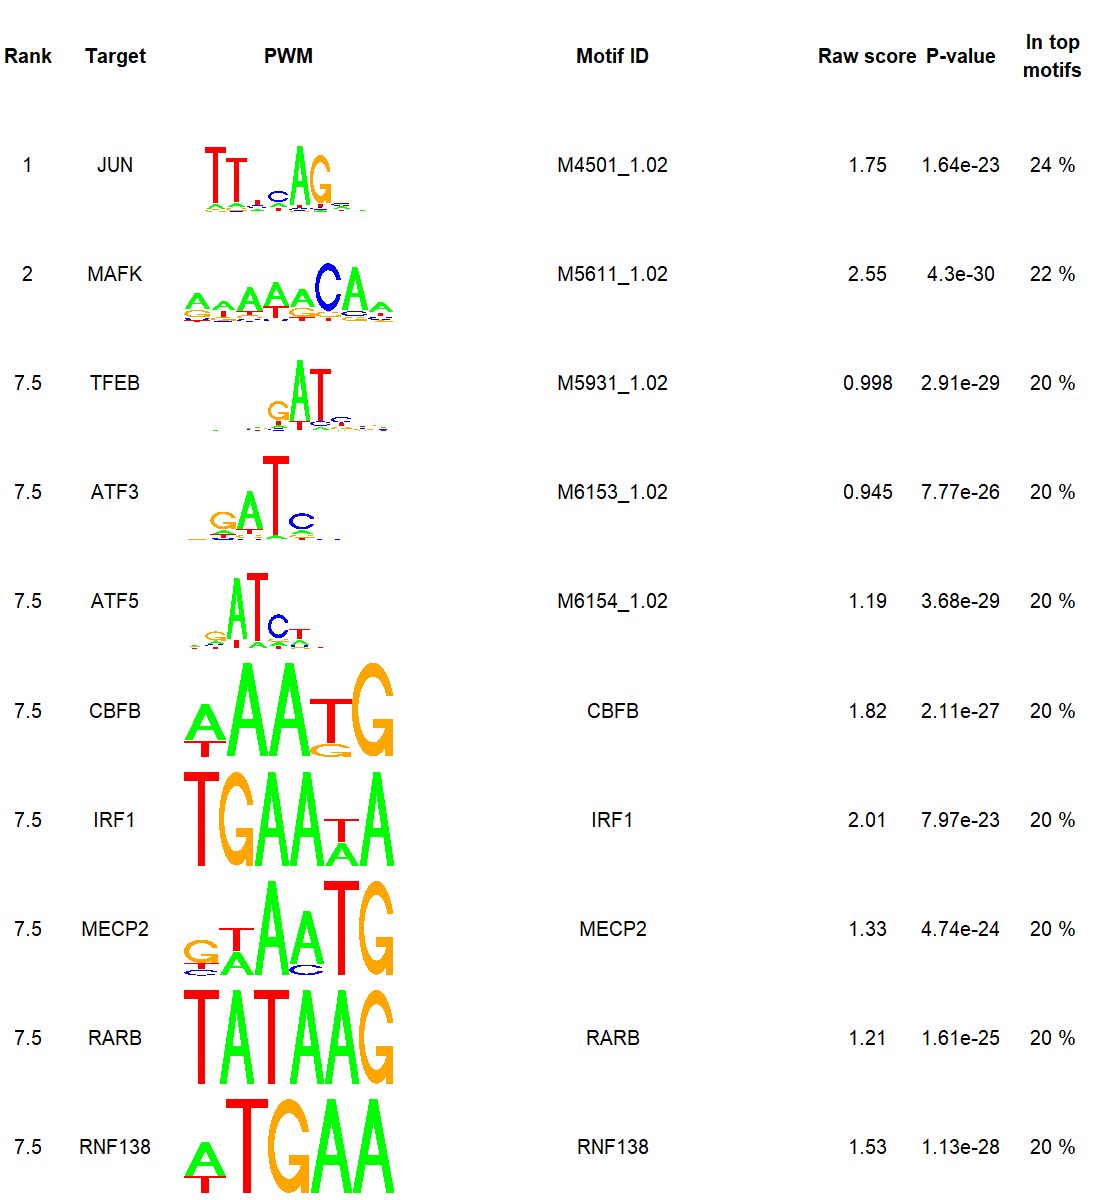 Rank Target PWM Motif ID Raw score P-value In top motifs
1 JUN M4501_1.02 1.75 1.64e-23 24 %
2 MAFK M5611_1.02 2.55 4.3e-30 22 %
7.5 TFEB M5931_1.02 0.998 2.91e-29 20 %
7.5 ATF3 M6153_1.02 0.945 7.77e-26 20 %
7.5 ATF5 M6154_1.02 1.19 3.68e-29 20 %
7.5 CBFB CBFB 1.82 2.11e-27 20 %
7.5 IRF1 TGAATA IRF1 2.01 7.97e-23 20 %
7.5 MECP2 MECP2 1.33 4.74e-24 20 %
7.5 RARB TATAAG RARB 1.21 1.61e-25 20 %
7.5 RNF138 ATGAA RNF138 1.53 1.13e-28 20 %